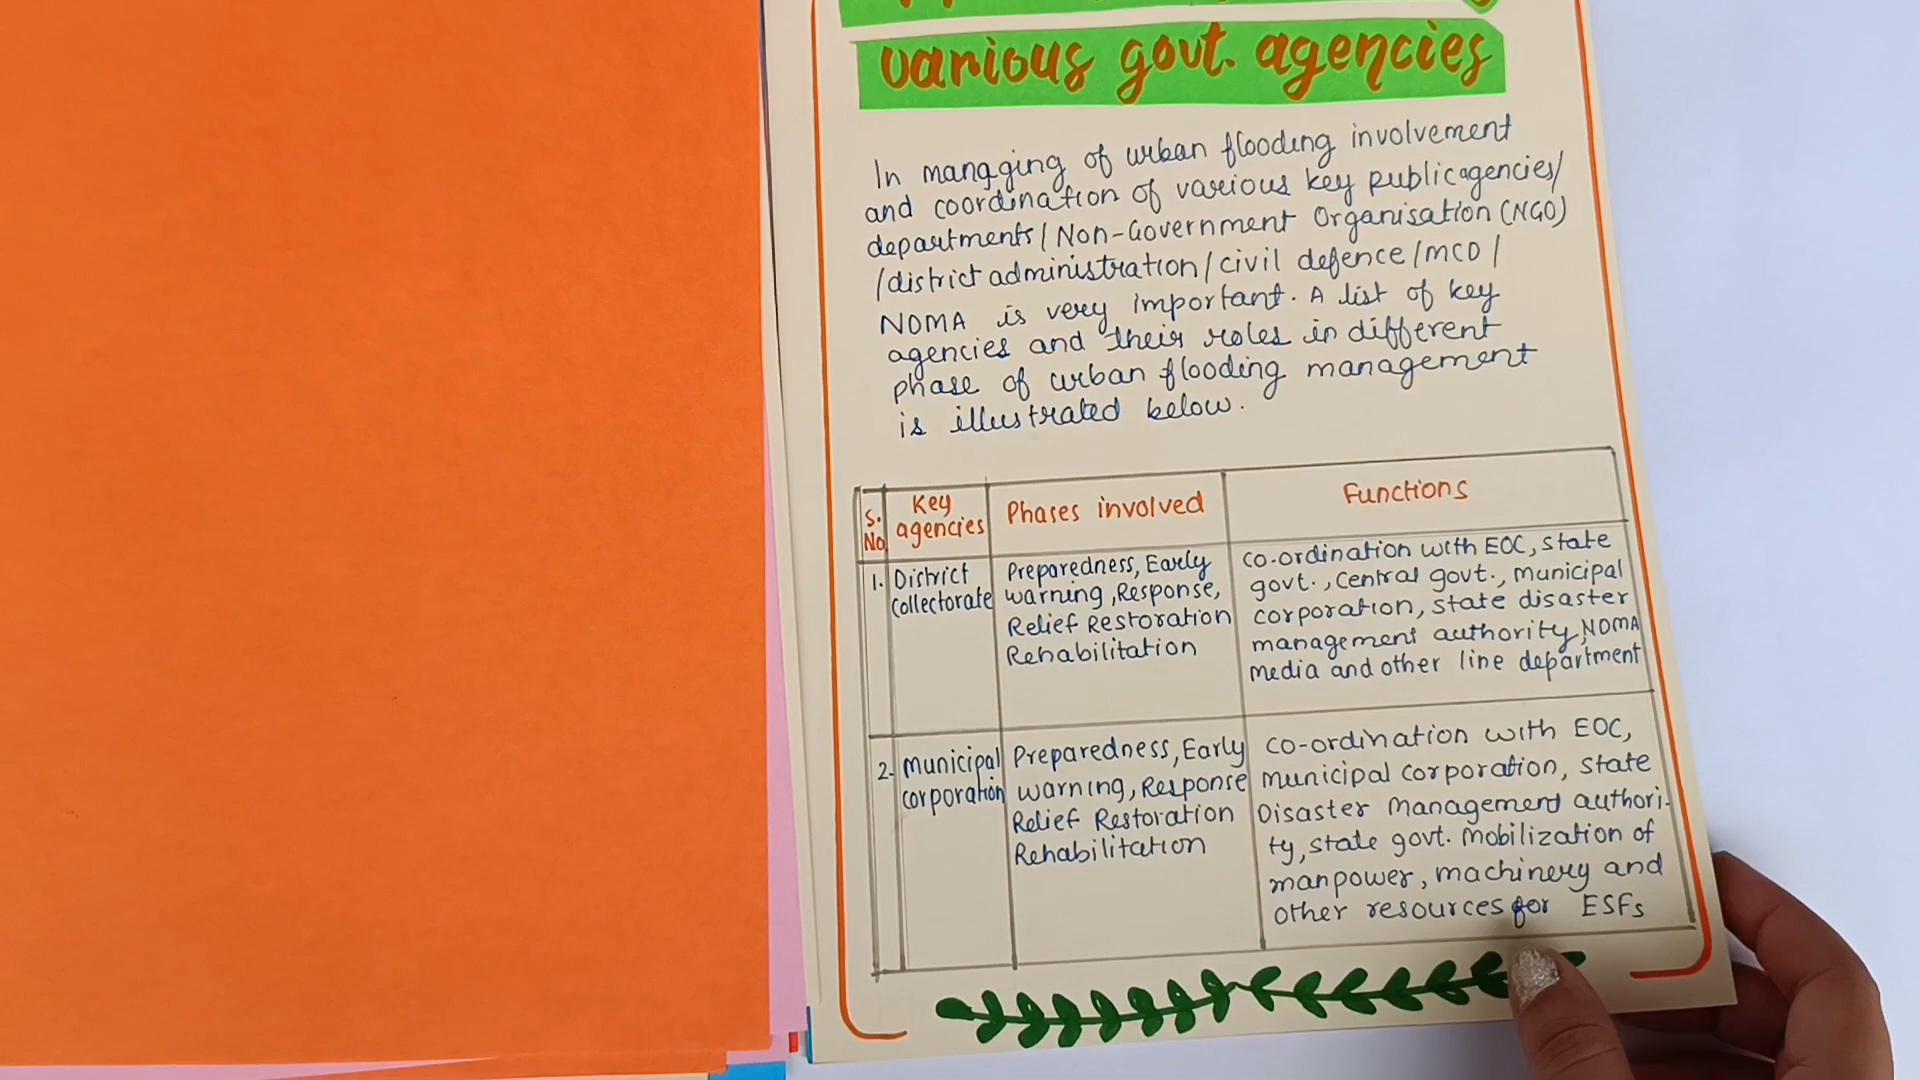 various govt. agencies
In mangging of urban flooding involvement
and coordination of various key public agencies/
departments/Non-Government Organisation (NGO)
/district administration/civil defence/MCD/
NDMA is very important. A list of key
agencies and their roles in different
phase of urban flooding management
is illustrated below.
S. No. Key agencies Phases involved Functions
1. District
collectorate
Preparedness, Early
warning, Response,
Relief Restoration
Rehabilitation
Co-ordination with EOC, state
govt., central govt., municipal
corporation, state disaster
management authority, NDMA
media and other line department
2. Municipal
corporation
Preparedness, Early
warning, Response
Relief Restoration
Rehabilitation
Co-ordination with EOC,
municipal corporation, state
Disaster Management authori-
ty, state govt. Mobilization of
manpower, machinery and
other resources for ESFs